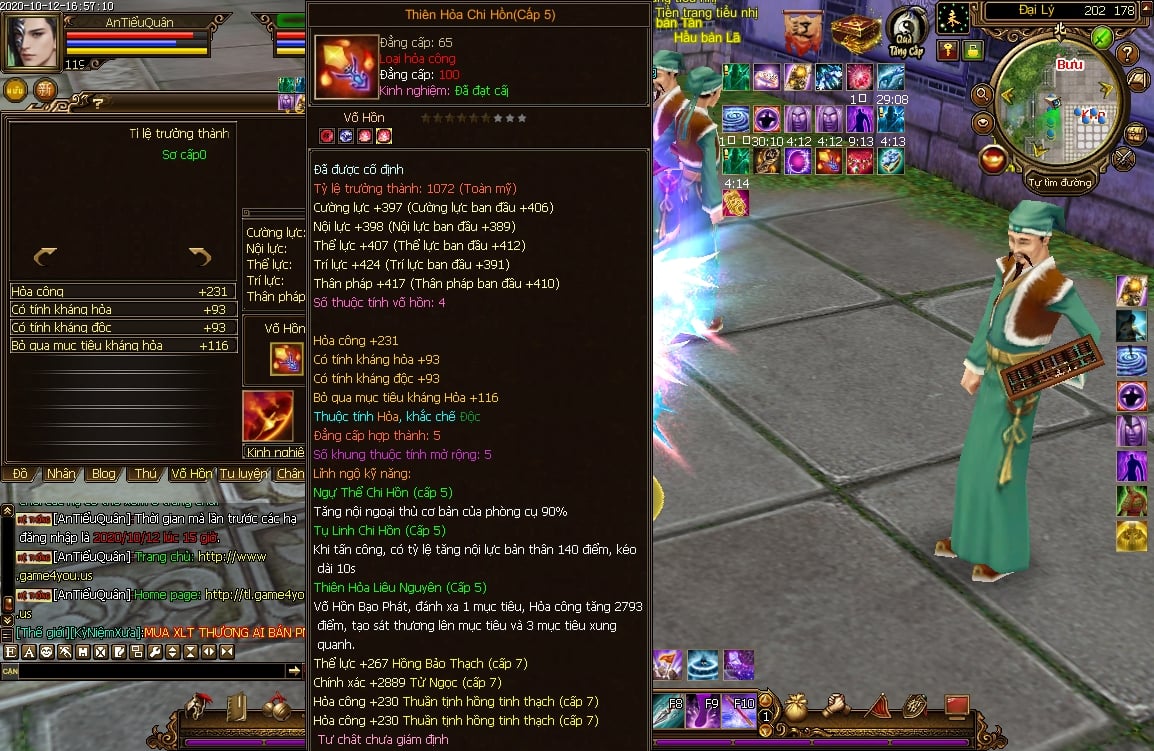 2020-10-12-16:57:10
AnTiểuQuân
119
Tỉ lệ trưởng thành
Sơ cấp0
Cường lực:
Nội lực:
Thể lực:
Trí lực:
Thân pháp
Hỏa công +231
Có tính kháng hỏa +93
Có tính kháng độc +93
Bỏ qua mục tiêu kháng hỏa +116
Võ Hồn
Kinh nghiê
Đồ Nhân Blog Thú Võ Hồn Tu luyện Chân
[AnTiểuQuân] Thời gian mà lần trước các hạ
đăng nhập là 2020/10/12 lúc 15 giờ.
[AnTiểuQuân] Trang chủ: http://www
.game4you.us
[AnTiểuQuân] Home page: http://tl.game4yo
.us
[Thế giới][KỷNiệmXưa]:MUA XLT THƯƠNG AI BÁN PM
Thiên Hỏa Chi Hồn(Cấp 5)
Đẳng cấp: 65
Loại hỏa công
Đẳng cấp: 100
Kinh nghiệm: Đã đạt cấ
Võ Hồn
Đã được cố định
Tỷ lệ trưởng thành: 1072 (Toàn mỹ)
Cường lực +397 (Cường lực ban đầu +406)
Nội lực +398 (Nội lực ban đầu +389)
Thể lực +407 (Thể lực ban đầu +412)
Trí lực +424 (Trí lực ban đầu +391)
Thân pháp +417 (Thân pháp ban đầu +410)
Số thuộc tính võ hồn: 4
Hỏa công +231
Có tính kháng hỏa +93
Có tính kháng độc +93
Bỏ qua mục tiêu kháng Hỏa +116
Thuộc tính Hỏa, khắc chế Độc
Đẳng cấp hợp thành: 5
Số khung thuộc tính mở rộng: 5
Lĩnh ngộ kỹ năng:
Ngự Thể Chi Hồn (cấp 5)
Tăng nội ngoại thủ cơ bản của phòng cụ 90%
Tụ Linh Chi Hồn (Cấp 5)
Khi tấn công, có tỷ lệ tăng nội lực bản thân 140 điểm, kéo
dài 10s
Thiên Hỏa Liêu Nguyên (Cấp 5)
Võ Hồn Bạo Phát, đánh xa 1 mục tiêu, Hỏa công tăng 2793
điểm, tạo sát thương lên mục tiêu và 3 mục tiêu xung
quanh.
Thể lực +267 Hồng Bảo Thạch (cấp 7)
Chính xác +2889 Tử Ngọc (cấp 7)
Hỏa công +230 Thuần tịnh hồng tinh thạch (cấp 7)
Hỏa công +230 Thuần tịnh hồng tinh thạch (cấp 7)
Tư chất chưa giám định
Tiền trang tiểu nhị
bán Tán
Hầu bán Lã
Quà
Tăng Cấp
Đại Lý 202 178
北
Bưu
Tự tìm đường
29:08
30:10 4:12 4:12 9:13 4:13
4:14
F8 F9 F10
1